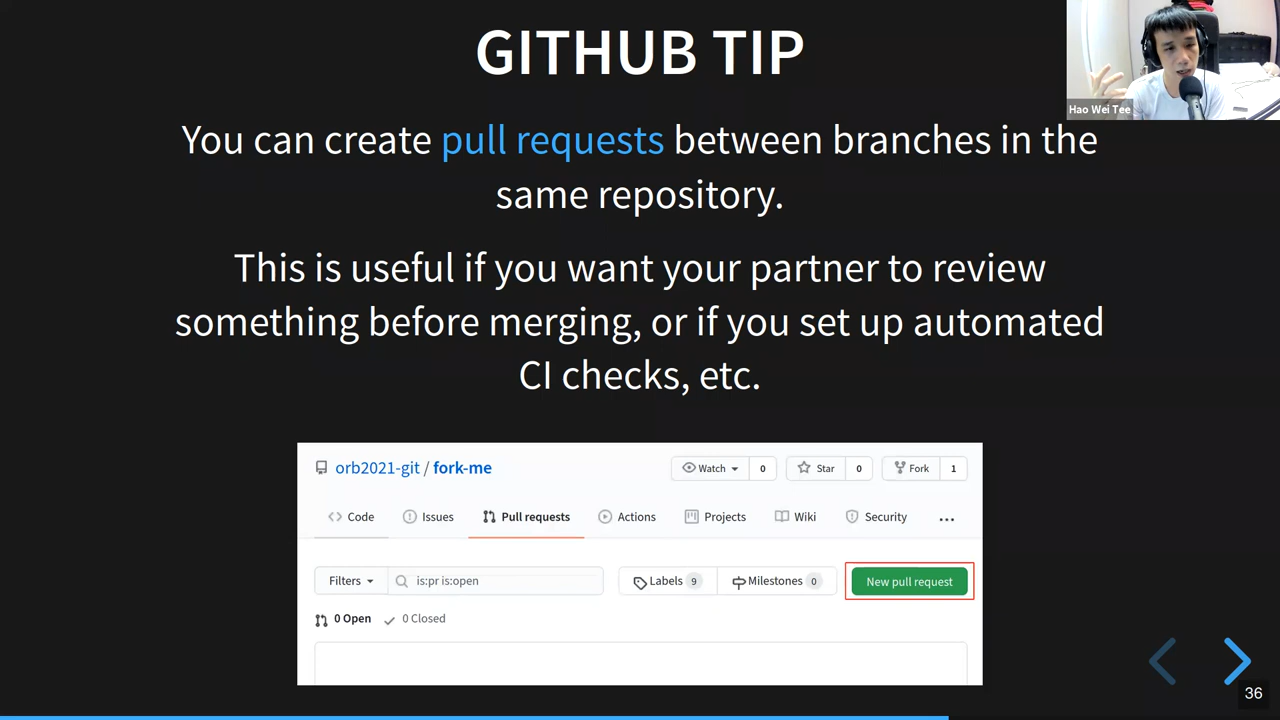 GITHUB TIP
Hao Wei Tee
You can create pull requests between branches in the
same repository.
This is useful if you want your partner to review
something before merging, or if you set up automated
CI checks, etc.
orb2021-git / fork-me
Watch 0 Star 0 Fork 1
Code Issues Pull requests Actions Projects Wiki Security ...
Filters is:pr is:open Labels 9 Milestones 0 New pull request
0 Open 0 Closed
36